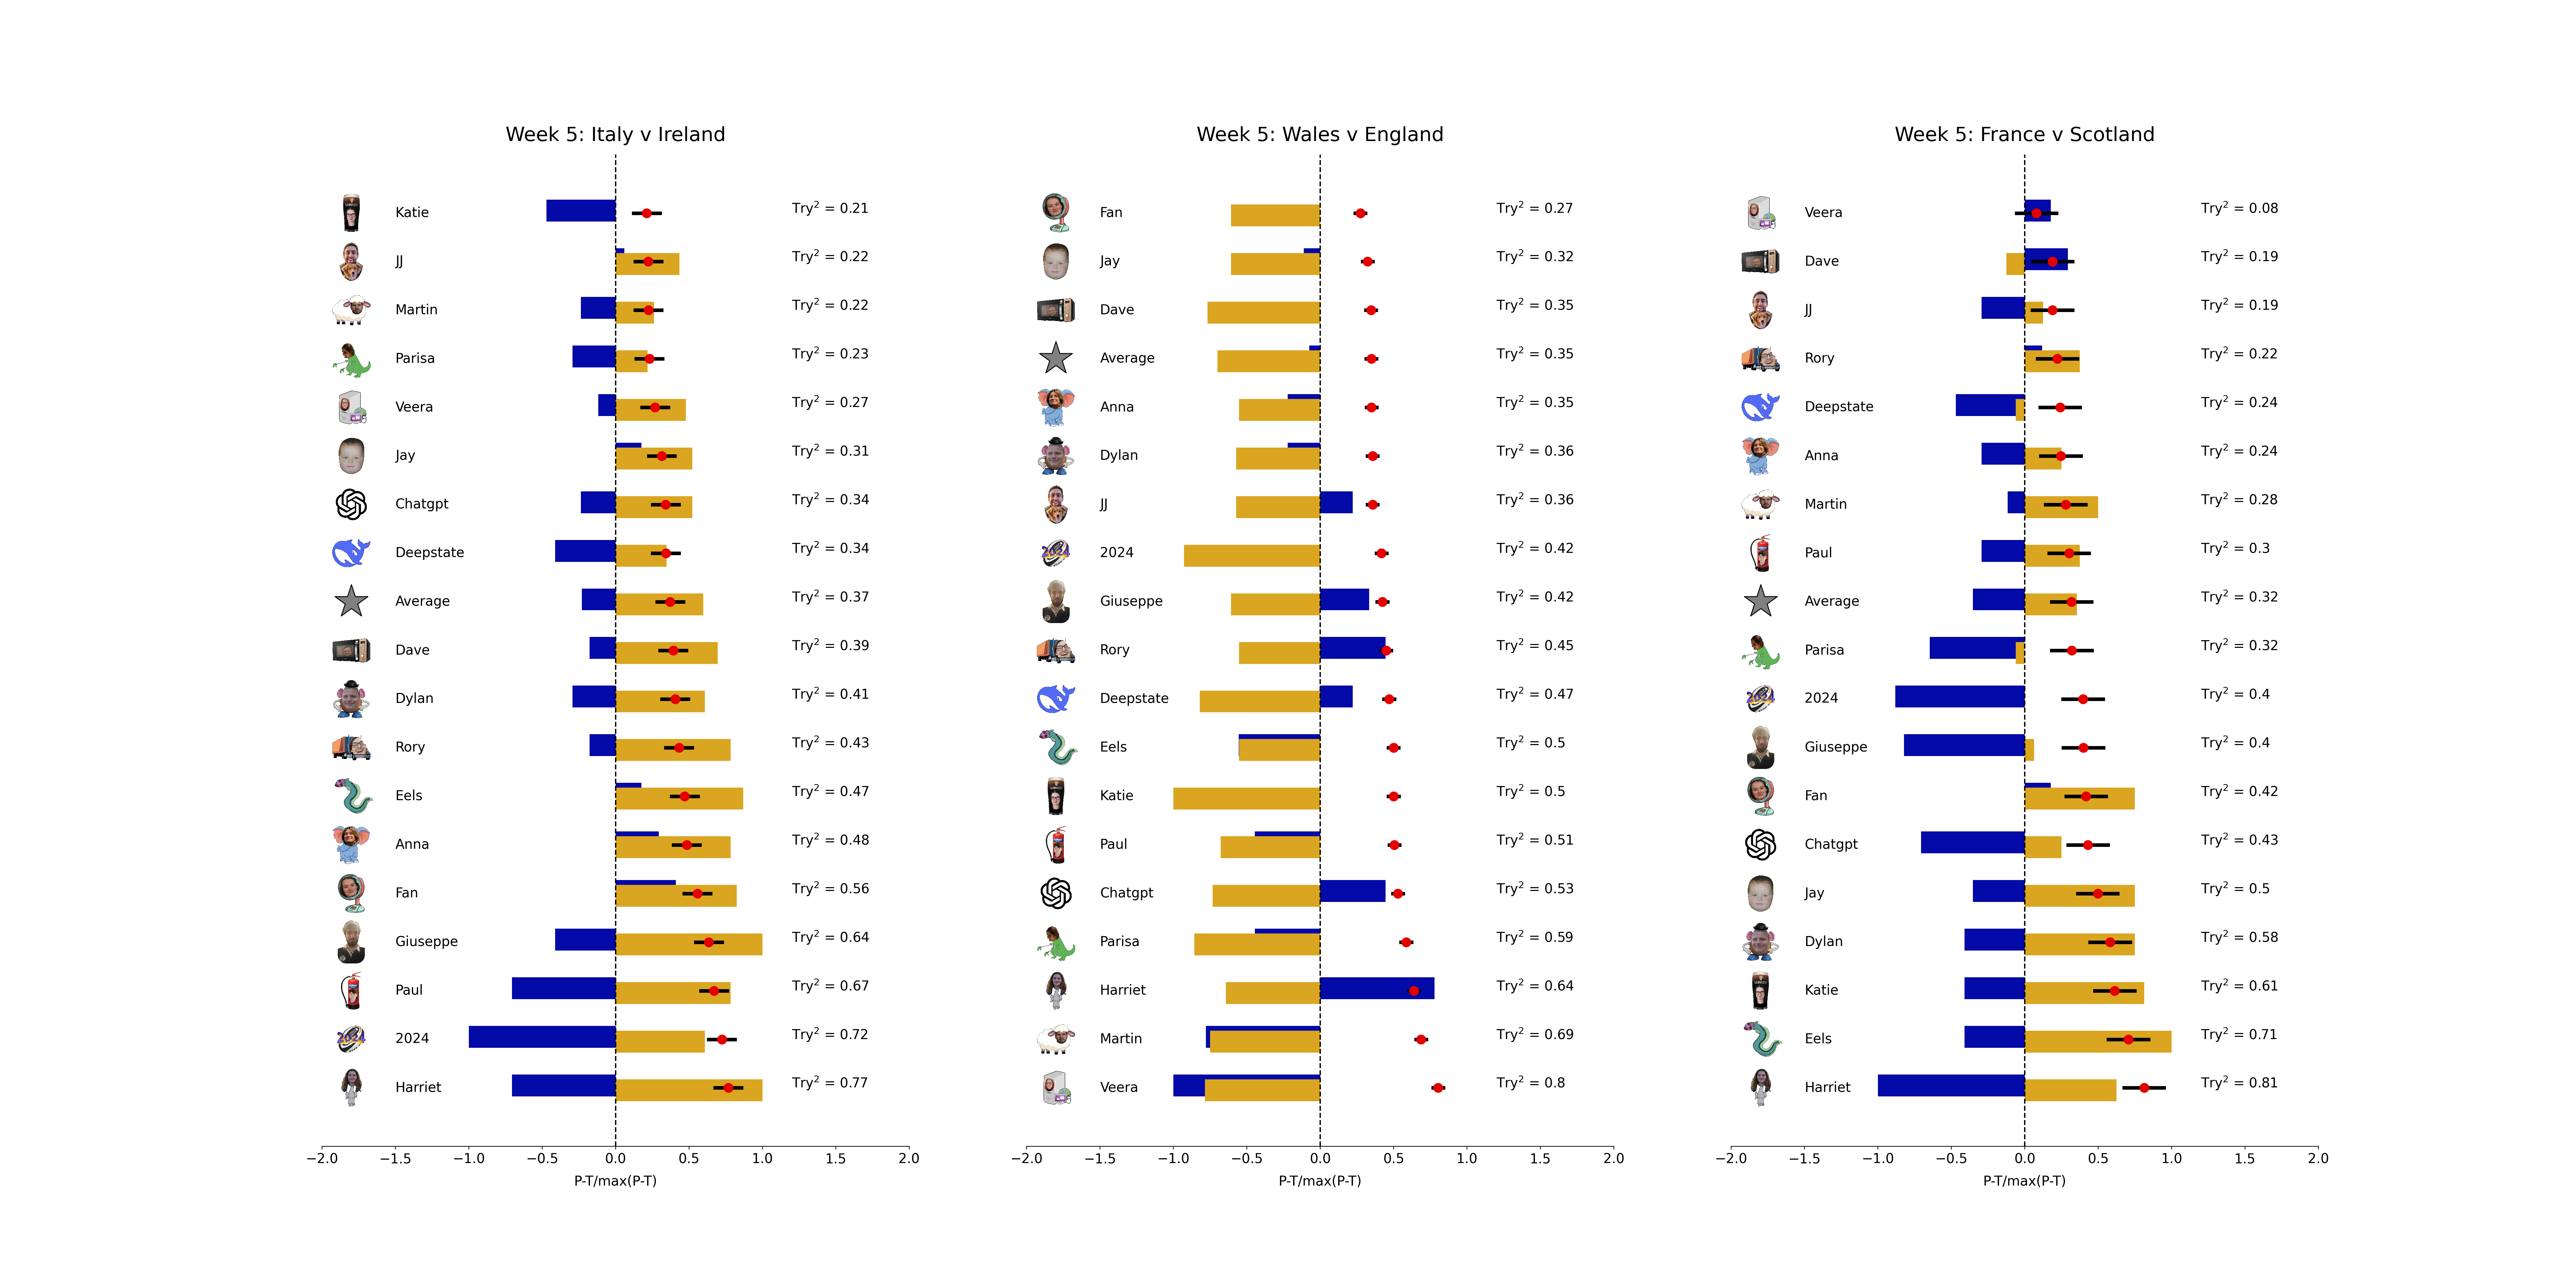 Week 5: Italy v Ireland
Katie Try² = 0.21
JJ Try² = 0.22
Martin Try² = 0.22
Parisa Try² = 0.23
Veera Try² = 0.27
Jay Try² = 0.31
Chatgpt Try² = 0.34
Deepstate Try² = 0.34
Average Try² = 0.37
Dave Try² = 0.39
Dylan Try² = 0.41
Rory Try² = 0.43
Eels Try² = 0.47
Anna Try² = 0.48
Fan Try² = 0.56
Giuseppe Try² = 0.64
Paul Try² = 0.67
2024 2024 Try² = 0.72
Harriet Try² = 0.77
−2.0 −1.5 −1.0 −0.5 0.0 0.5 1.0 1.5 2.0
P-T/max(P-T)
Week 5: Wales v England
Fan Try² = 0.27
Jay Try² = 0.32
Dave Try² = 0.35
Average Try² = 0.35
Anna Try² = 0.35
Dylan Try² = 0.36
JJ Try² = 0.36
2024 2024 Try² = 0.42
Giuseppe Try² = 0.42
Rory Try² = 0.45
Deepstate Try² = 0.47
Eels Try² = 0.5
Katie Try² = 0.5
Paul Try² = 0.51
Chatgpt Try² = 0.53
Parisa Try² = 0.59
Harriet Try² = 0.64
Martin Try² = 0.69
Veera Try² = 0.8
−2.0 −1.5 −1.0 −0.5 0.0 0.5 1.0 1.5 2.0
P-T/max(P-T)
Week 5: France v Scotland
Veera Try² = 0.08
Dave Try² = 0.19
JJ Try² = 0.19
Rory Try² = 0.22
Deepstate Try² = 0.24
Anna Try² = 0.24
Martin Try² = 0.28
Paul Try² = 0.3
Average Try² = 0.32
Parisa Try² = 0.32
2024 2024 Try² = 0.4
Giuseppe Try² = 0.4
Fan Try² = 0.42
Chatgpt Try² = 0.43
Jay Try² = 0.5
Dylan Try² = 0.58
Katie Try² = 0.61
Eels Try² = 0.71
Harriet Try² = 0.81
−2.0 −1.5 −1.0 −0.5 0.0 0.5 1.0 1.5 2.0
P-T/max(P-T)